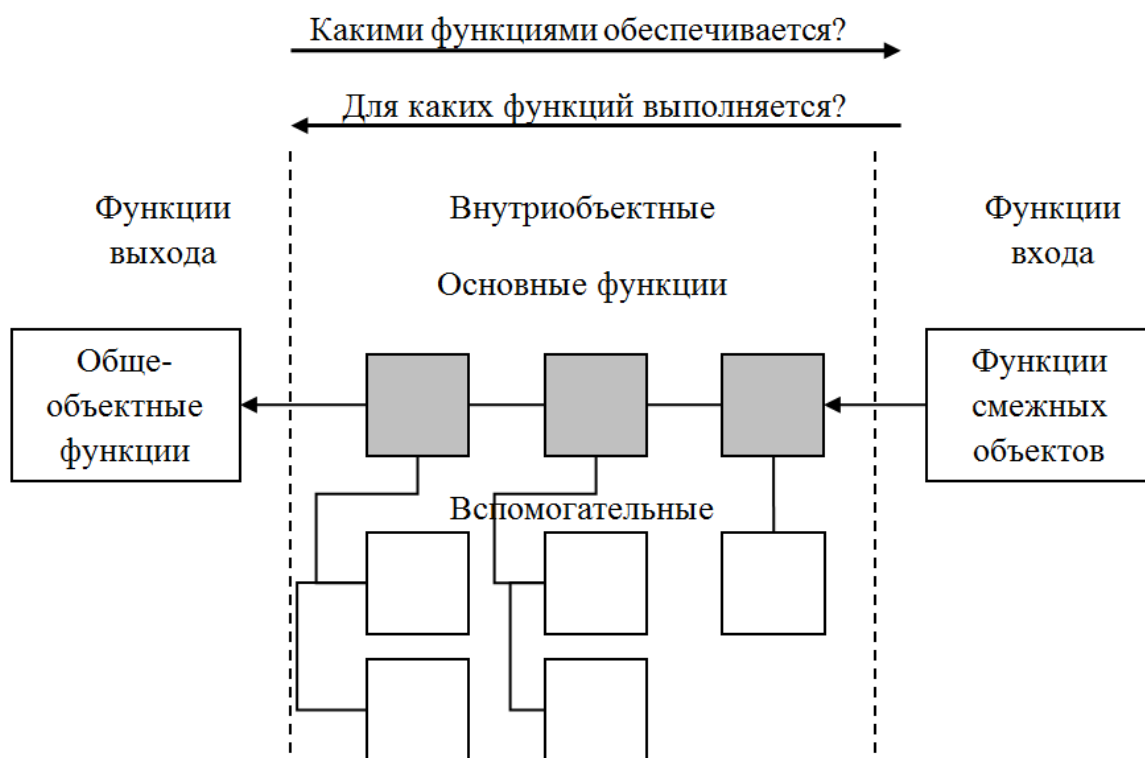 Какими функциями обеспечивается?
Для каких функций выполняется?
Функции
выхода
Внутриобъектные
Функции
входа
Основные функции
Обще-
объектные
функции
Функции
смежных
объектов
Вспомогательные